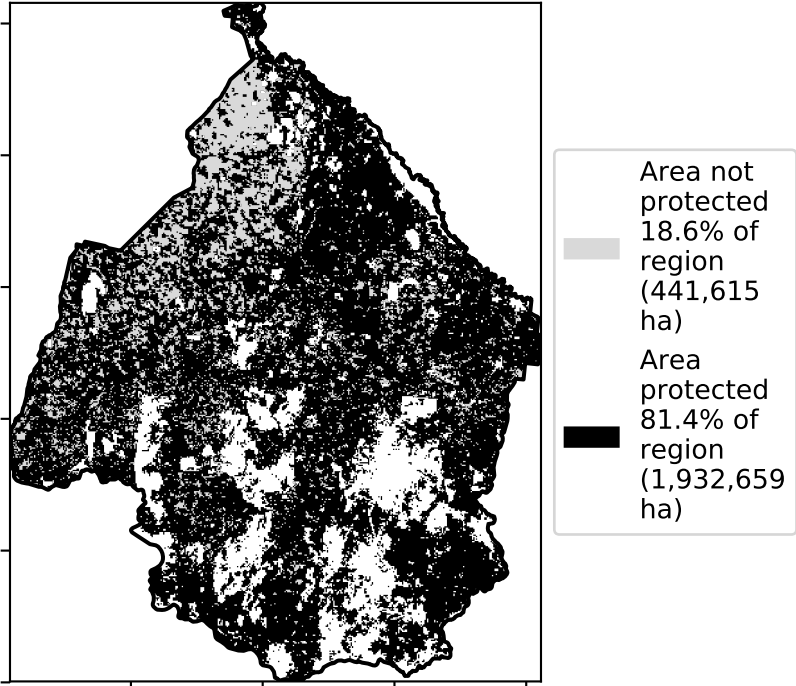 Area not
protected
18.6% of
region
(441,615
ha)
Area
protected
81.4% of
region
(1,932,659
ha)